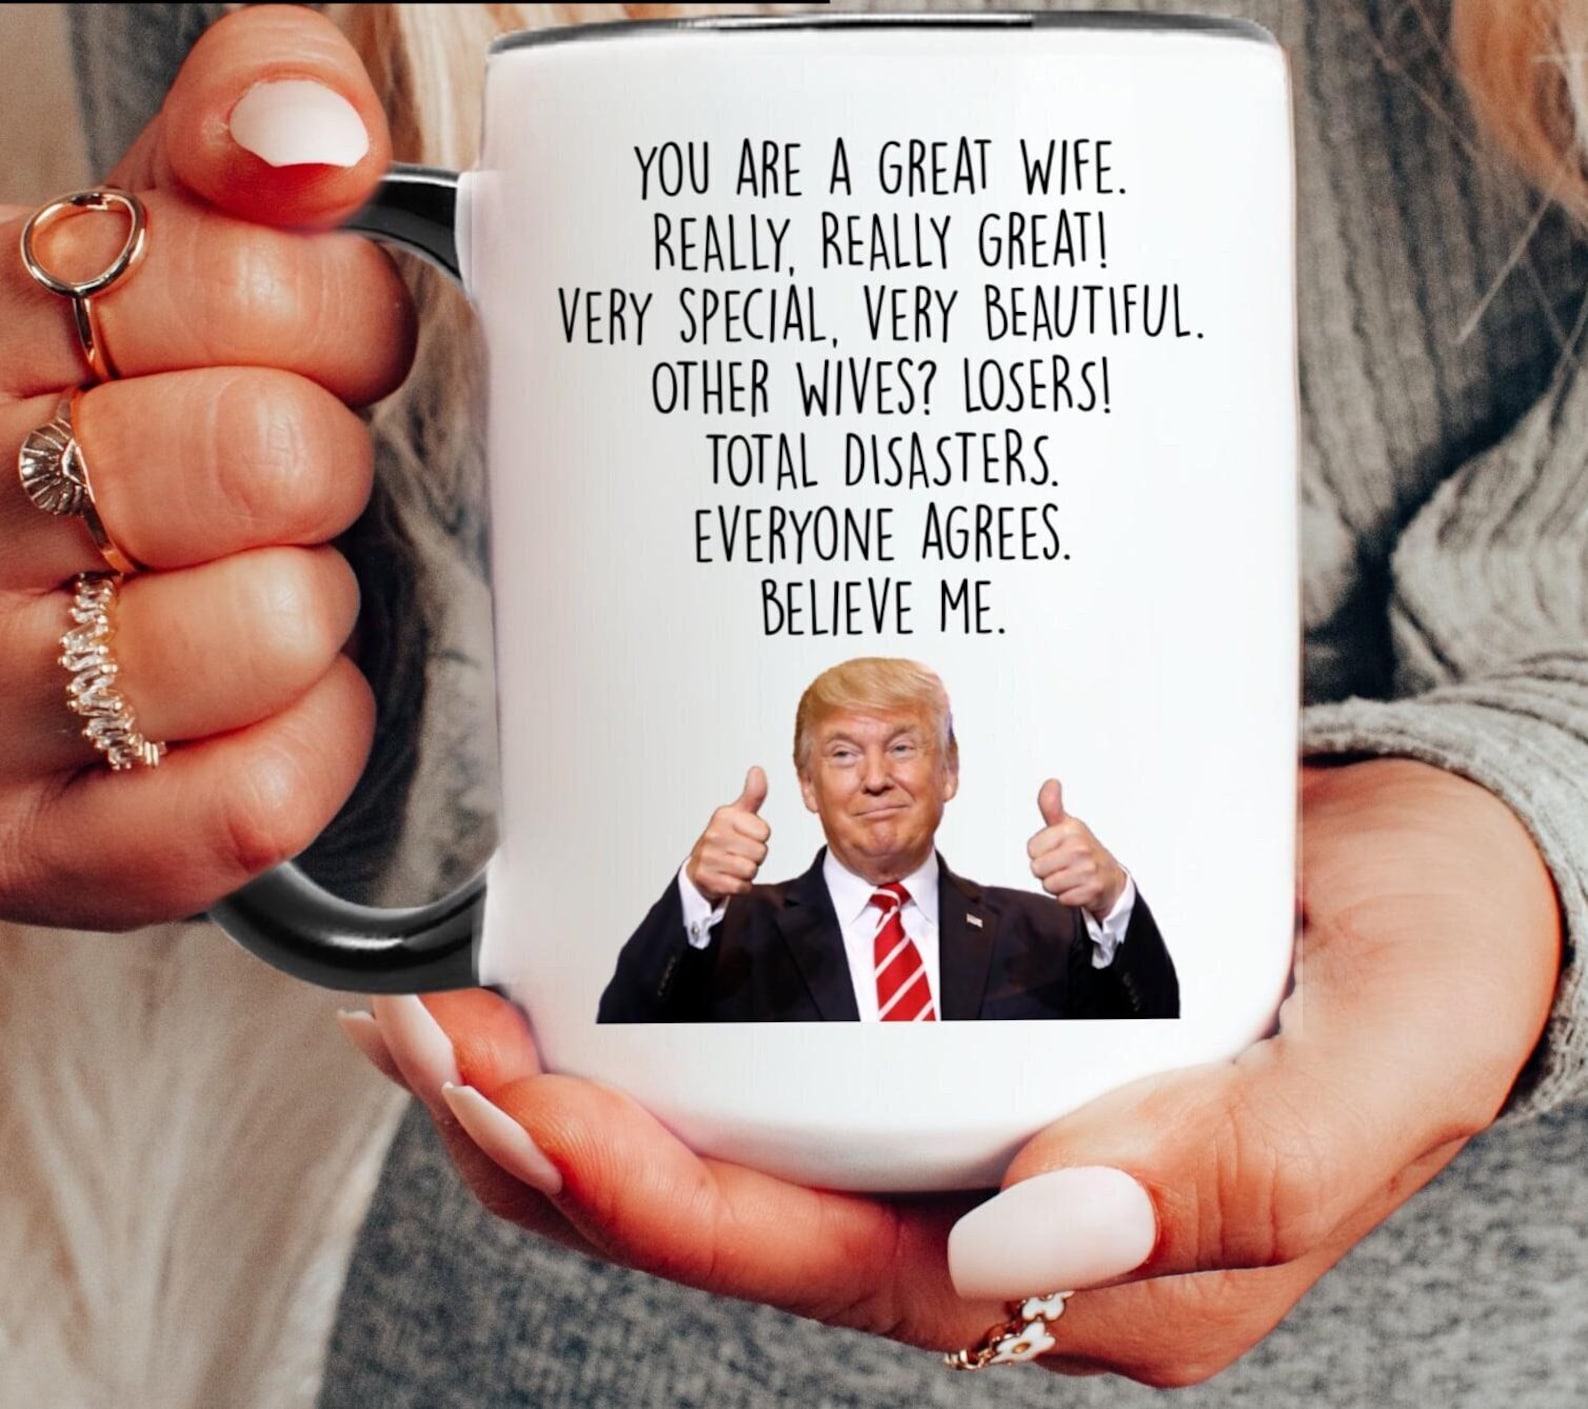 YOU ARE A GREAT WIFE.
REALLY, REALLY GREAT!
VERY SPECIAL, VERY BEAUTIFUL.
OTHER WIVES? LOSERS!
TOTAL DISASTERS.
EVERYONE AGREES.
BELIEVE ME.